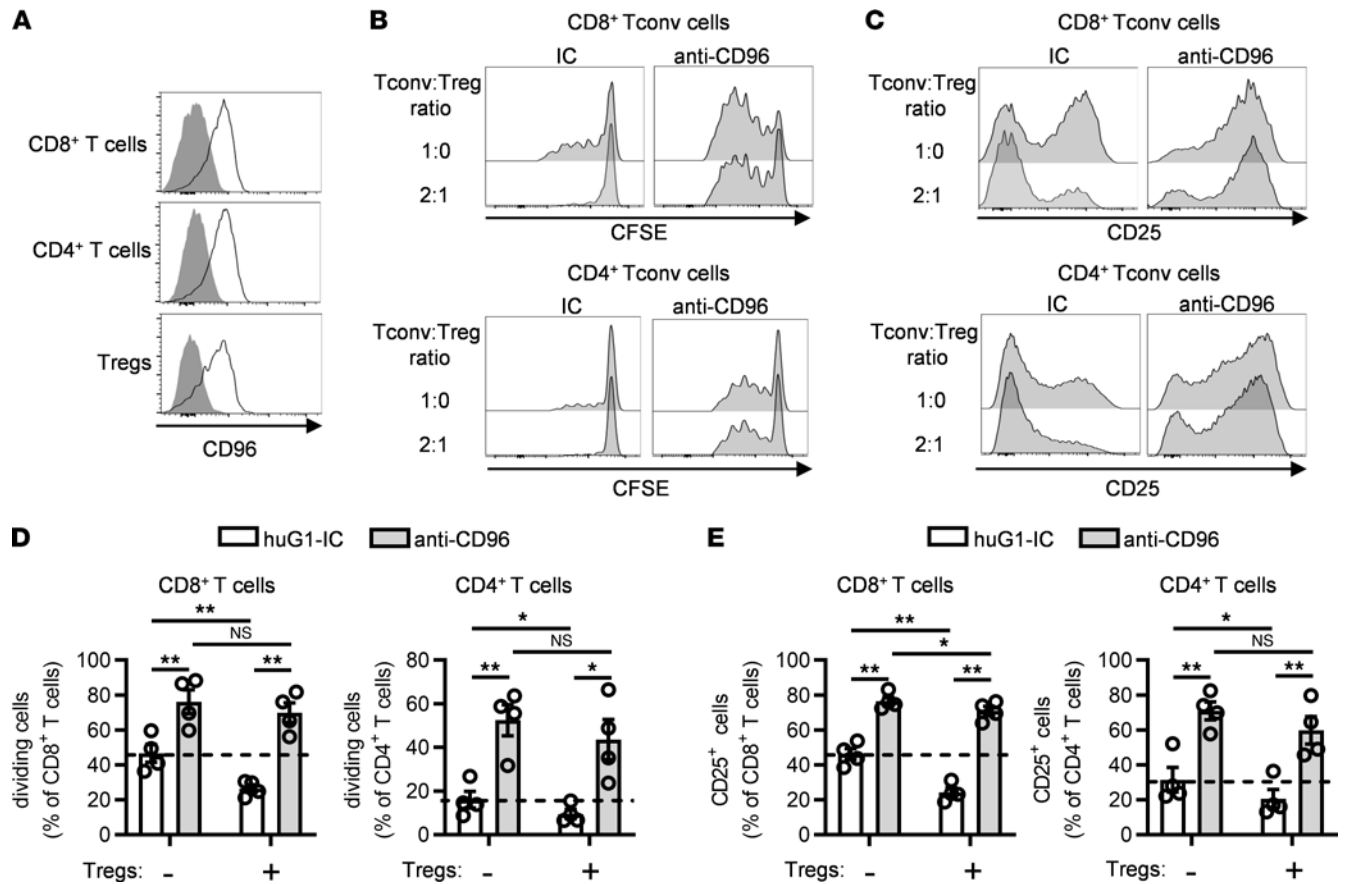 A
CD8⁺ T cells
CD4⁺ T cells
Tregs
CD96
B
CD8⁺ Tconv cells
IC anti-CD96
Tconv:Treg
ratio
1:0
2:1
CFSE
CD4⁺ Tconv cells
IC anti-CD96
Tconv:Treg
ratio
1:0
2:1
CFSE
C
CD8⁺ Tconv cells
IC anti-CD96
Tconv:Treg
ratio
1:0
2:1
CD25
CD4⁺ Tconv cells
IC anti-CD96
Tconv:Treg
ratio
1:0
2:1
CD25
D
huG1-IC anti-CD96
CD8⁺ T cells
**
NS
** **
dividing cells
(% of CD8⁺ T cells)
100
80
60
40
20
0
Tregs: - +
CD4⁺ T cells
*
NS
** *
dividing cells
(% of CD4⁺ T cells)
80
60
40
20
0
- +
E
huG1-IC anti-CD96
CD8⁺ T cells
**
*
** **
CD25⁺ cells
(% of CD8⁺ T cells)
100
80
60
40
20
0
Tregs: - +
CD4⁺ T cells
*
NS
** **
CD25⁺ cells
(% of CD4⁺ T cells)
100
80
60
40
20
0
- +